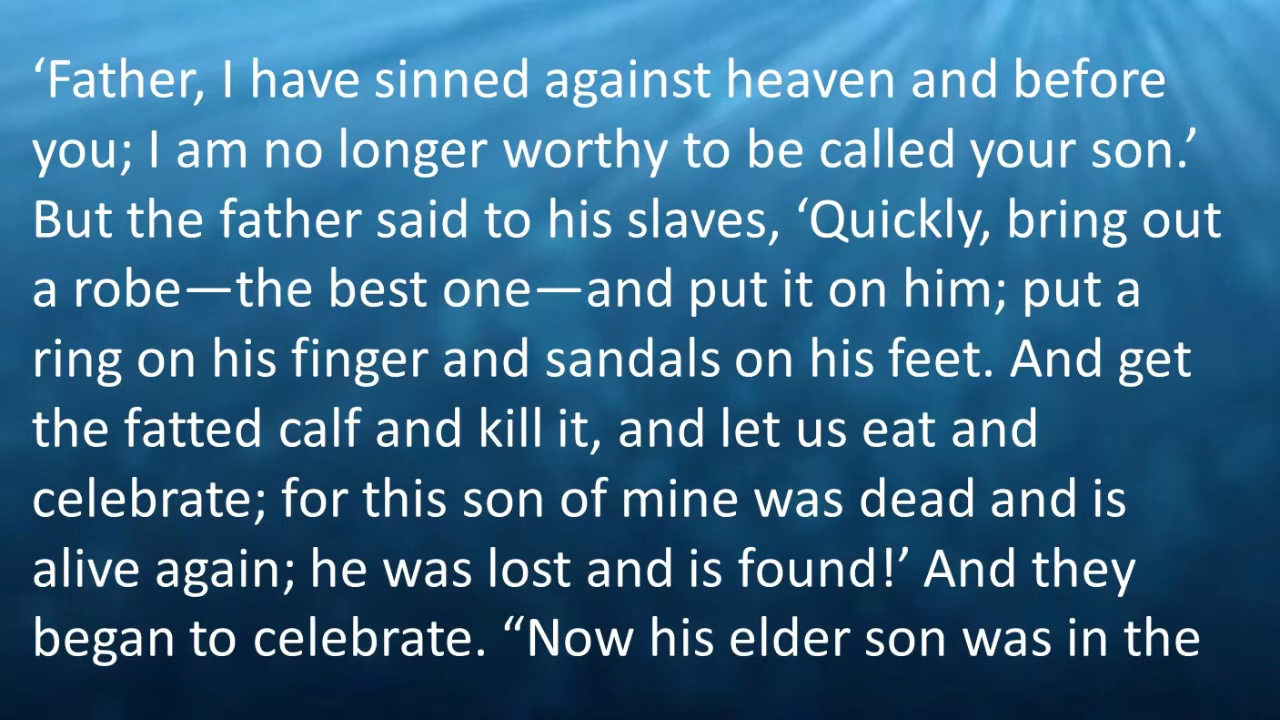 ‘Father, I have sinned against heaven and before
you; I am no longer worthy to be called your son.’
But the father said to his slaves, ‘Quickly, bring out
a robe—the best one—and put it on him; put a
ring on his finger and sandals on his feet. And get
the fatted calf and kill it, and let us eat and
celebrate; for this son of mine was dead and is
alive again; he was lost and is found!’ And they
began to celebrate. “Now his elder son was in the